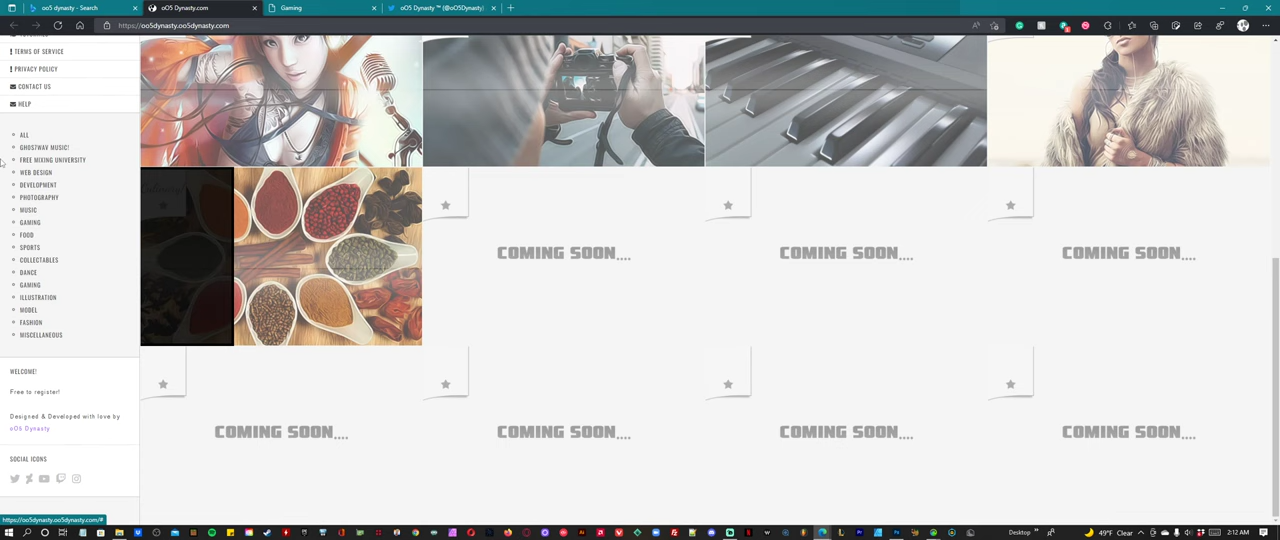 oo5 dynasty - Search
oO5 Dynasty.com
Gaming
oO5 Dynasty ™ (@oO5Dynasty)
https://oo5dynasty.oo5dynasty.com
TERMS OF SERVICE
PRIVACY POLICY
CONTACT US
HELP
ALL
GHOS7WAV MUSIC!
FREE MIXING UNIVERSITY
WEB DESIGN
DEVELOPMENT
PHOTOGRAPHY
MUSIC
GAMING
FOOD
SPORTS
COLLECTABLES
DANCE
GAMING
ILLUSTRATION
MODEL
FASHION
MISCELLANEOUS
COMING SOON....
COMING SOON....
COMING SOON....
WELCOME!
Free to register!
Designed & Developed with love by
oO5 Dynasty
COMING SOON....
COMING SOON....
COMING SOON....
COMING SOON....
SOCIAL ICONS
https://oo5dynasty.oo5dynasty.com/#
Desktop
49°F Clear
2:12 AM